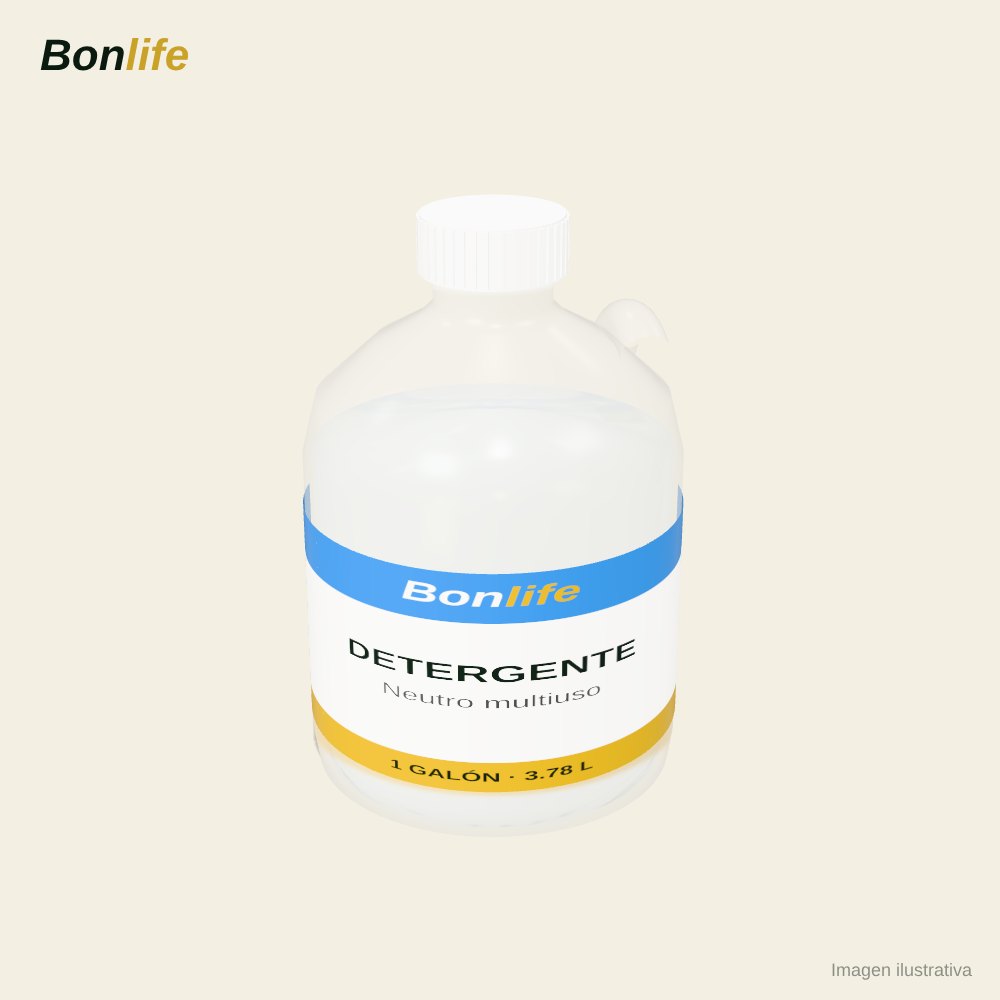 Bonlife
Bonlife
DETERGENTE
Neutro multiuso
1 GALÓN · 3.78 L
Imagen ilustrativa